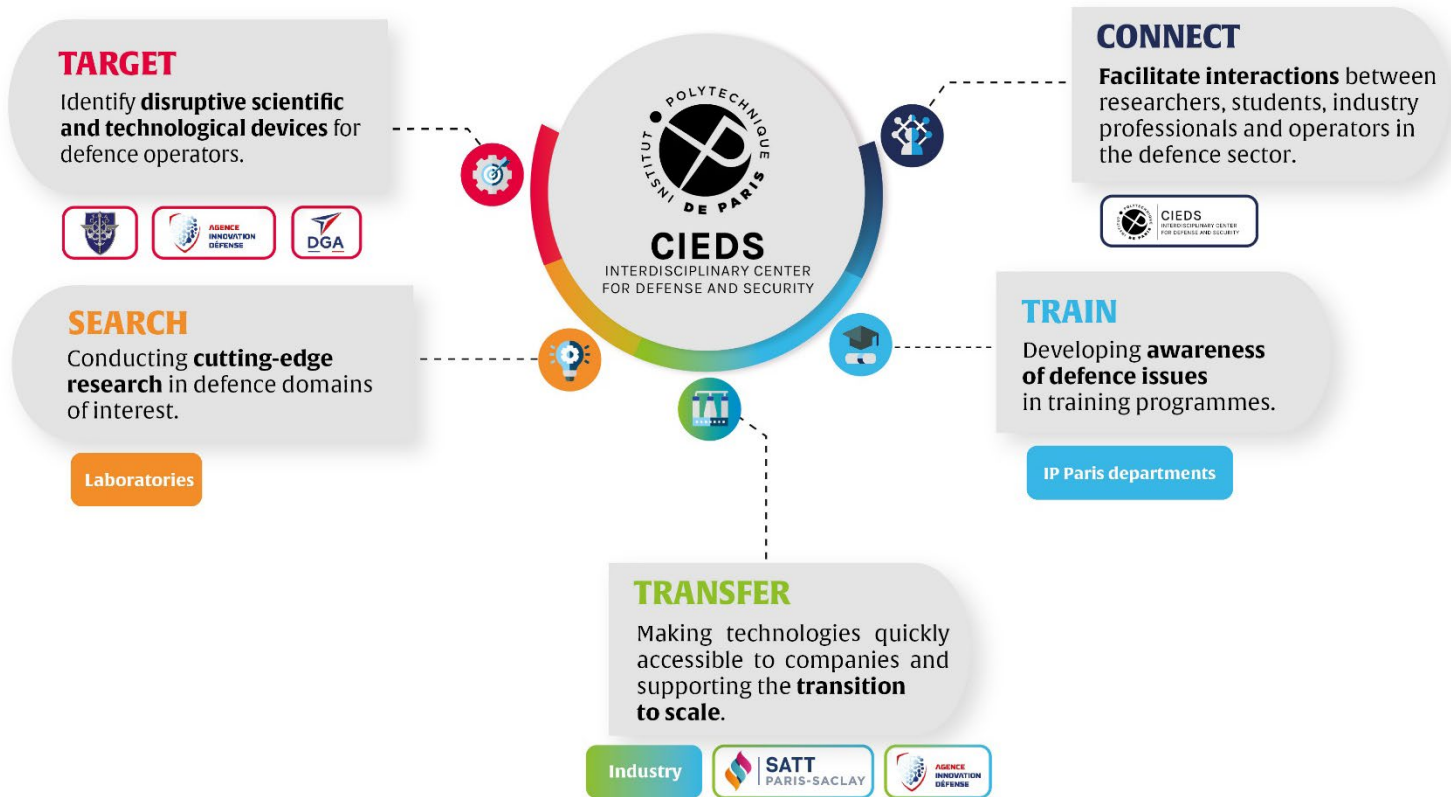 TARGET
Identify disruptive scientific
and technological devices for
defence operators.
AGENCE
INNOVATION
DÉFENSE
DGA
SEARCH
Conducting cutting-edge
research in defence domains
of interest.
Laboratories
INSTITUT POLYTECHNIQUE
DE PARIS
CIEDS
INTERDISCIPLINARY CENTER
FOR DEFENSE AND SECURITY
CONNECT
Facilitate interactions between
researchers, students, industry
professionals and operators in
the defence sector.
INSTITUT POLYTECHNIQUE
DE PARIS
CIEDS
INTERDISCIPLINARY CENTER
FOR DEFENSE AND SECURITY
TRAIN
Developing awareness
of defence issues
in training programmes.
IP Paris departments
TRANSFER
Making technologies quickly
accessible to companies and
supporting the transition
to scale.
Industry
SATT
PARIS-SACLAY
AGENCE
INNOVATION
DÉFENSE